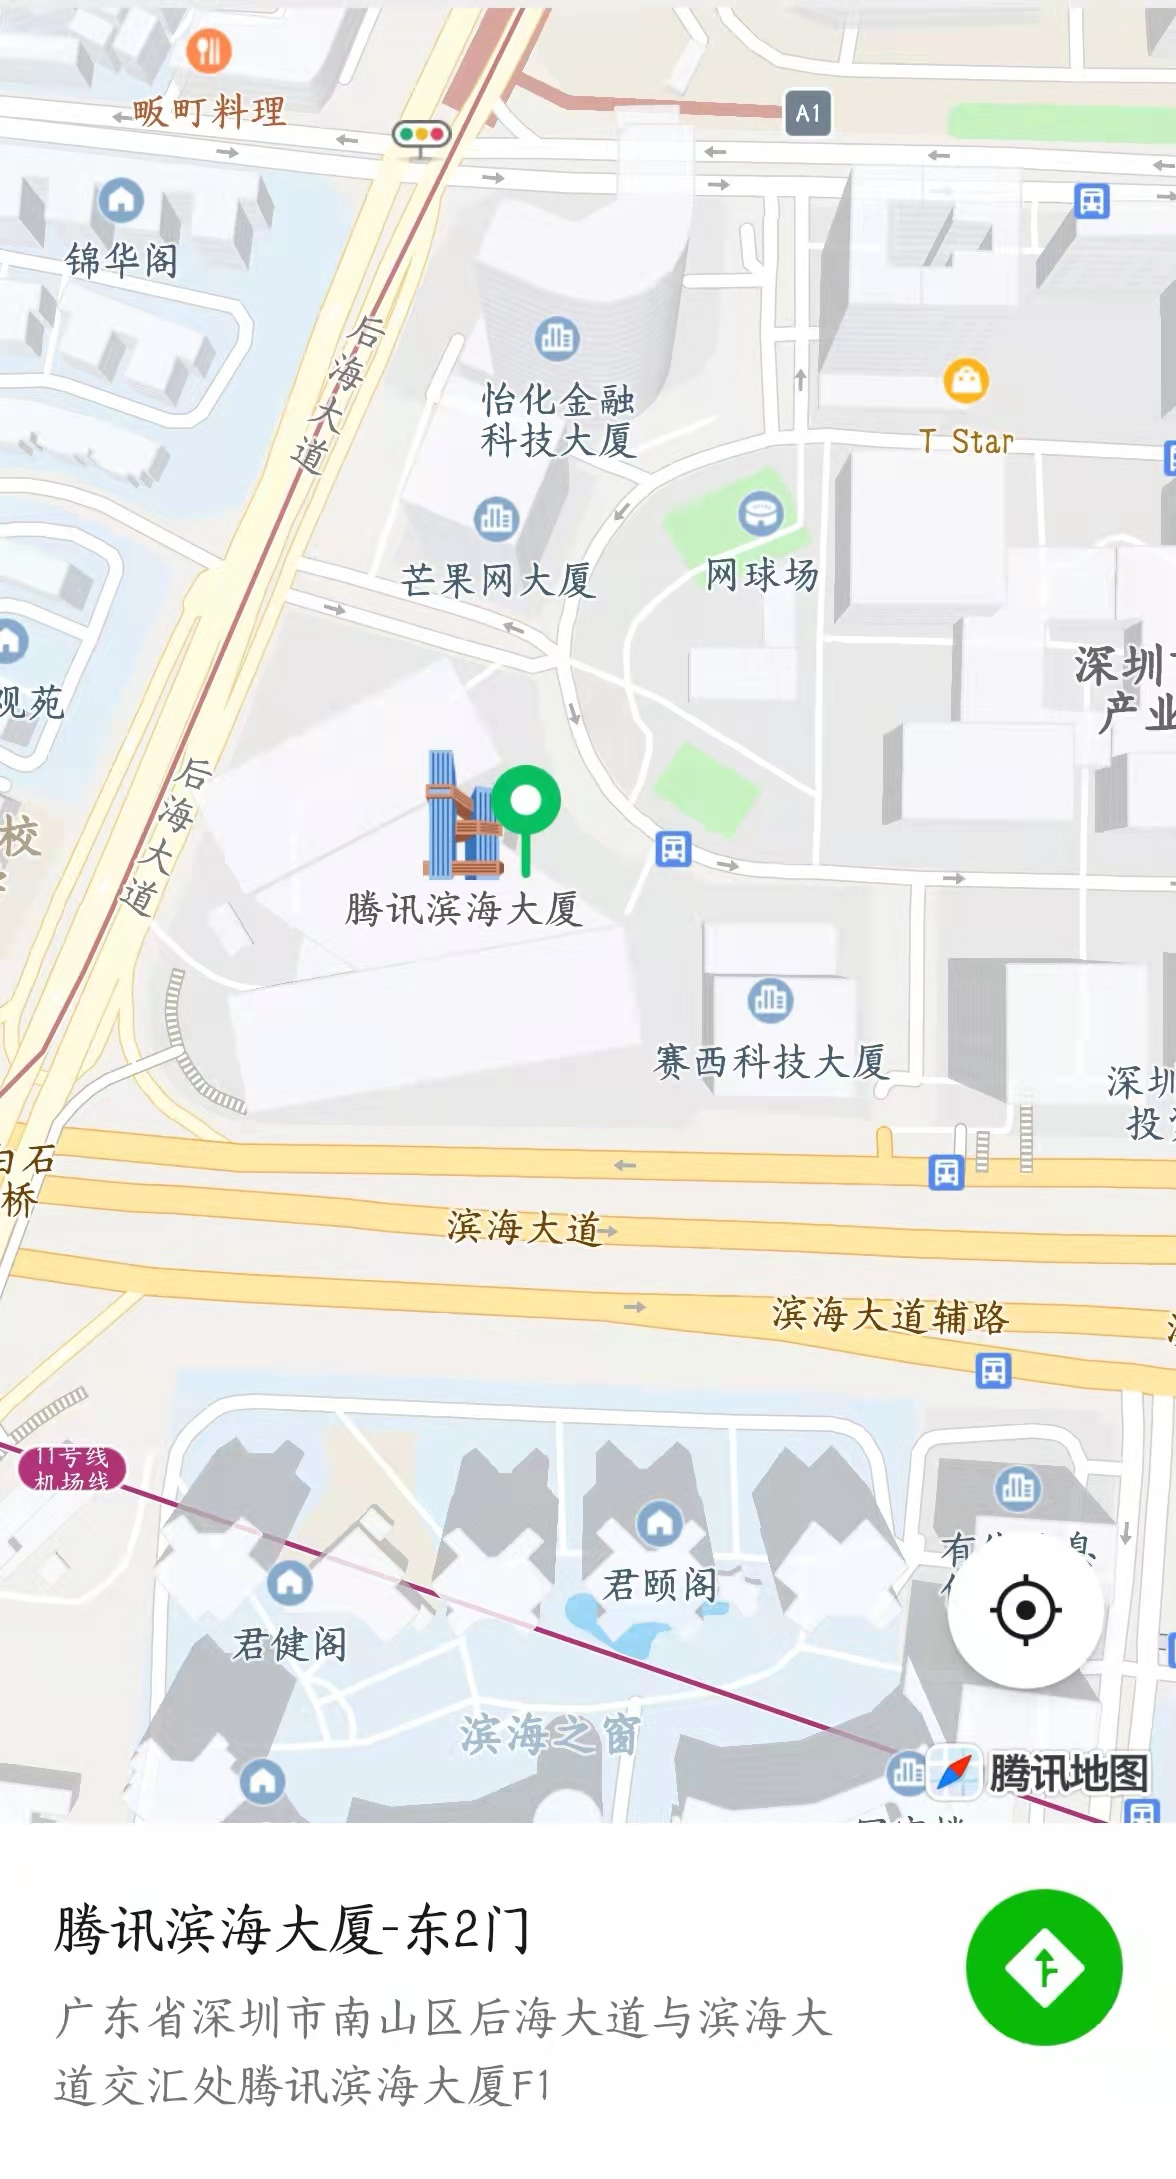 畈町料理
A1
锦华阁
后海大道
怡化金融
科技大厦
T Star
芒果网大厦
网球场
观苑
深圳
产业
后海大道
校
腾讯滨海大厦
赛西科技大厦
深圳
投资
白石
桥
滨海大道
滨海大道辅路
11号线
机场线
君颐阁
君健阁
滨海之窗
腾讯地图
腾讯滨海大厦-东2门
广东省深圳市南山区后海大道与滨海大
道交汇处腾讯滨海大厦F1